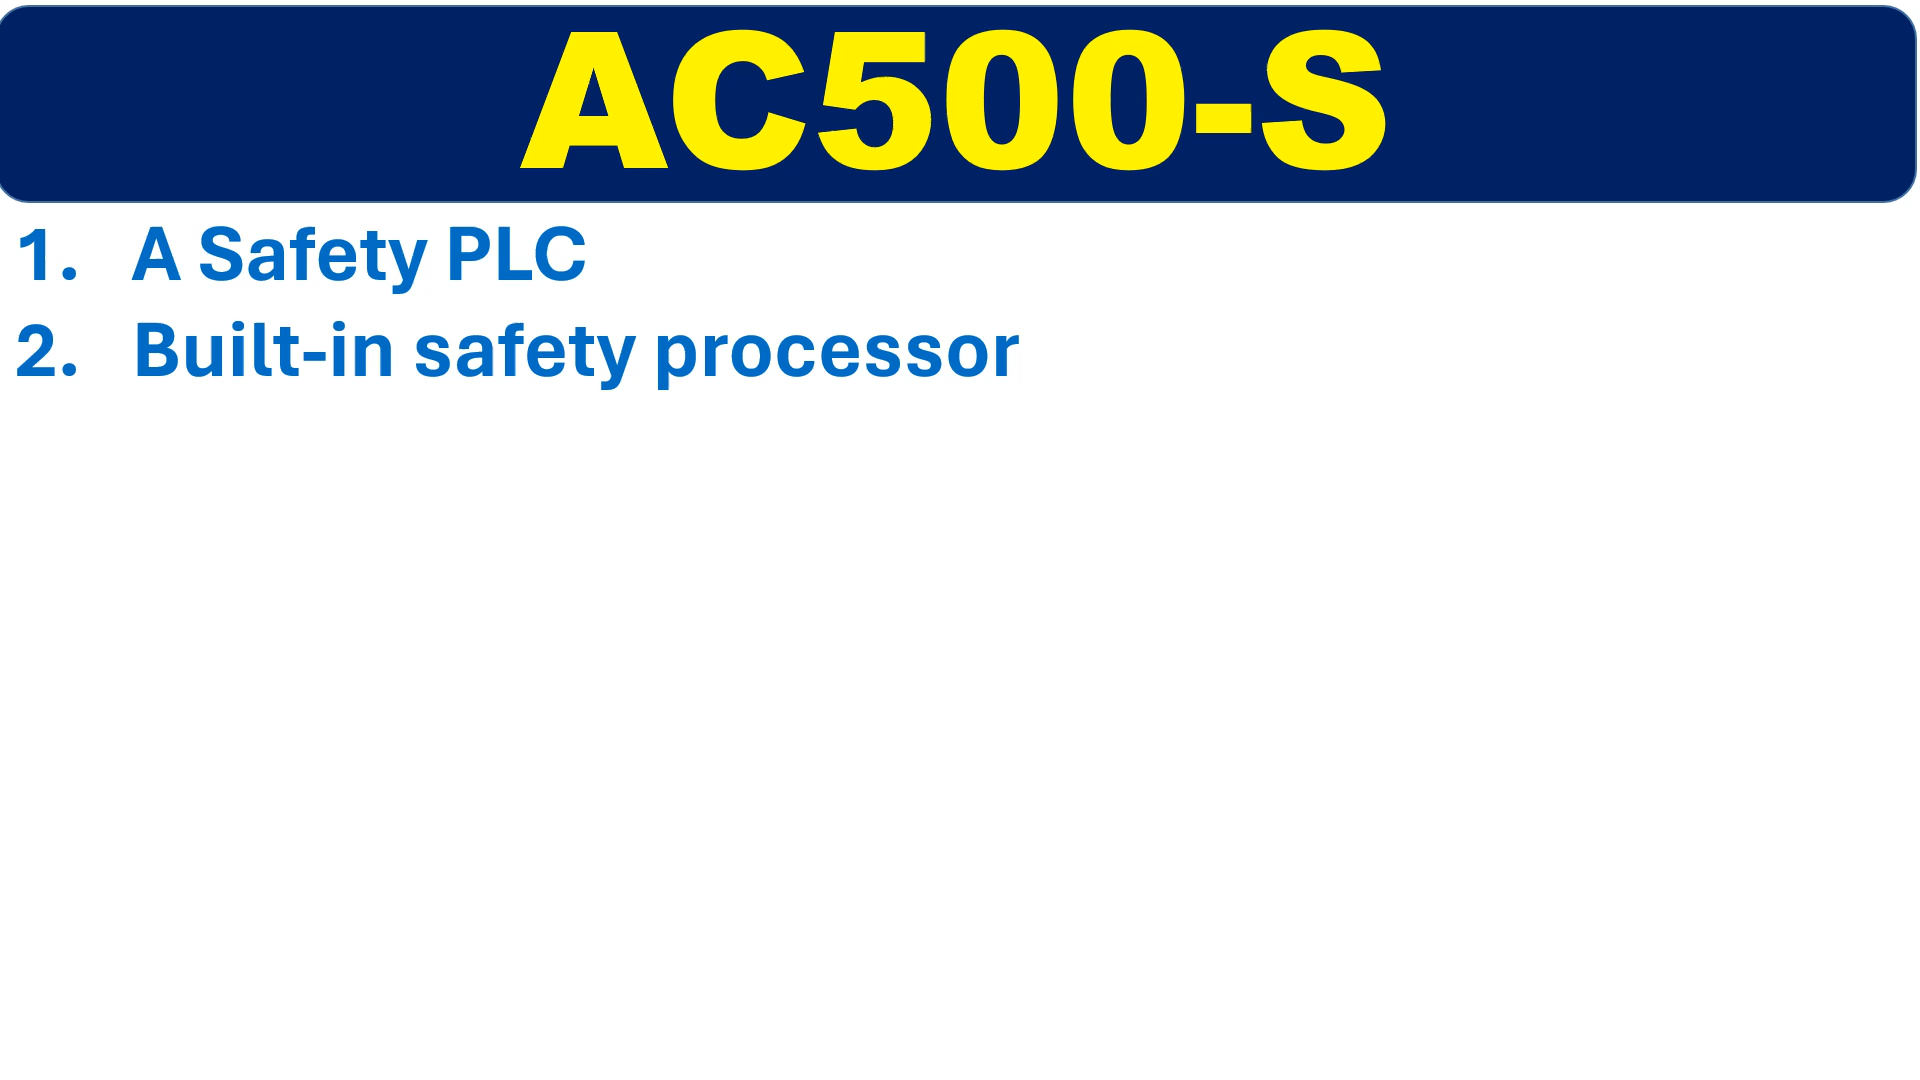 AC500-S
1. A Safety PLC
2. Built-in safety processor